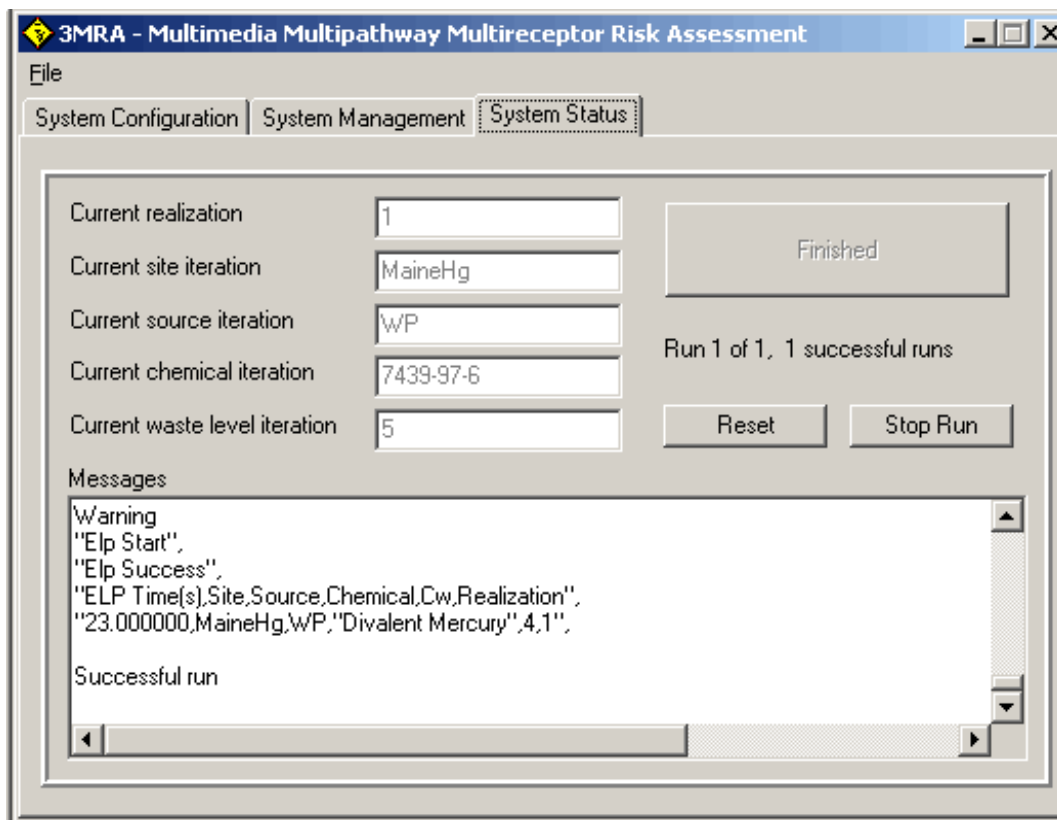 3MRA - Multimedia Multipathway Multireceptor Risk Assessment
File
System Configuration System Management System Status
Current realization 1
Finished
Current site iteration MaineHg
Current source iteration WP
Run 1 of 1, 1 successful runs
Current chemical iteration 7439-97-6
Current waste level iteration 5
Reset Stop Run
Messages
Warning
"Elp Start",
"Elp Success",
"ELP Time(s),Site,Source,Chemical,Cw,Realization",
"23.000000,MaineHg,WP,"Divalent Mercury",4,1",
Successful run